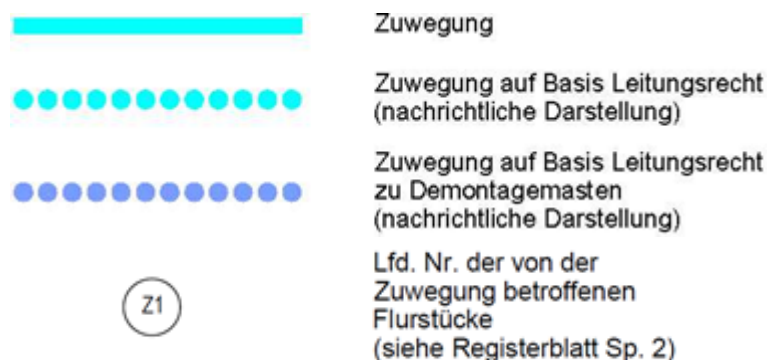 Zuwegung
Zuwegung auf Basis Leitungsrecht
(nachrichtliche Darstellung)
Zuwegung auf Basis Leitungsrecht
zu Demontagemasten
(nachrichtliche Darstellung)
Z1
Lfd. Nr. der von der
Zuwegung betroffenen
Flurstücke
(siehe Registerblatt Sp. 2)